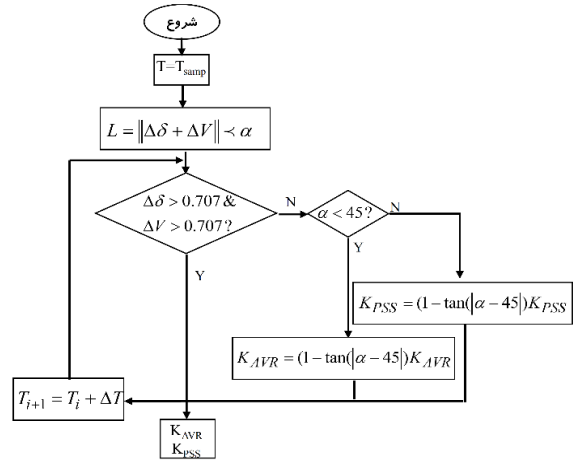 شروع
T=T_samp
L = ||Δδ + ΔV|| ≺ α
Δδ > 0.707 &
ΔV > 0.707 ?
N
α < 45 ?
N
Y
Y
K_PSS = (1 − tan(|α − 45|)K_PSS
K_AVR = (1 − tan(|α − 45|)K_AVR
T_{i+1} = T_i + ΔT
K_AVR
K_PSS